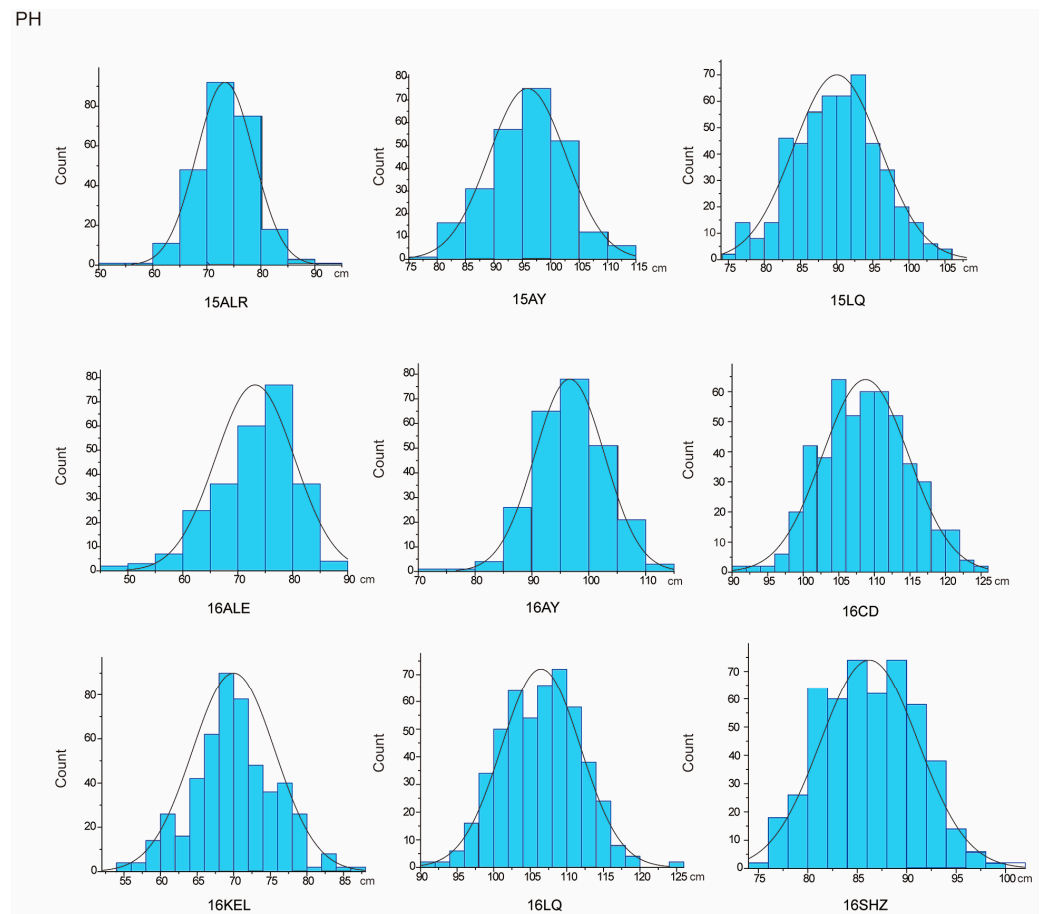 PH
Count
80
60
40
20
0
50 60 70 80 90 cm
15ALR
Count
80
70
60
50
40
30
20
10
0
75 80 85 90 95 100 105 110 115 cm
15AY
Count
70
60
50
40
30
20
10
0
75 80 85 90 95 100 105 cm
15LQ
Count
80
70
60
50
40
30
20
10
0
50 60 70 80 90 cm
16ALE
Count
80
70
60
50
40
30
20
10
0
70 80 90 100 110 cm
16AY
Count
60
50
40
30
20
10
0
90 95 100 105 110 115 120 125 cm
16CD
Count
80
60
40
20
0
55 60 65 70 75 80 85 cm
16KEL
Count
70
60
50
40
30
20
10
0
90 95 100 105 110 115 120 125 cm
16LQ
Count
70
60
50
40
30
20
10
0
75 80 85 90 95 100 cm
16SHZ